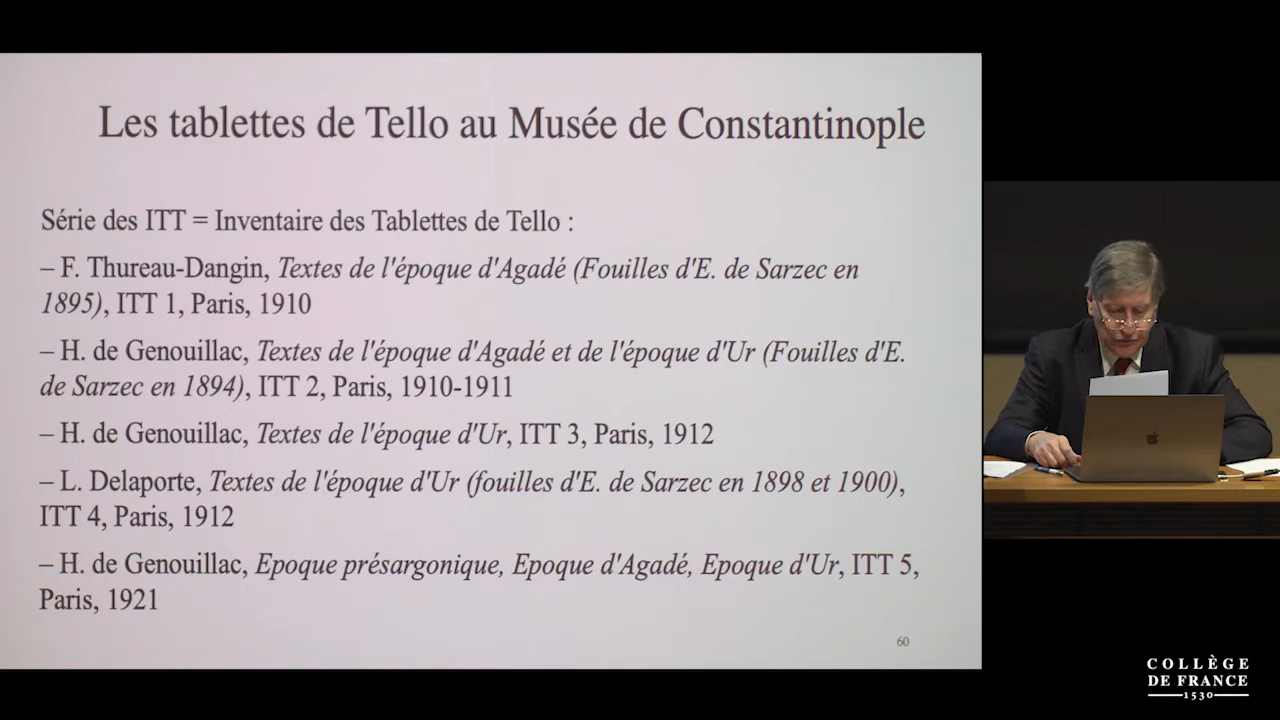 Les tablettes de Tello au Musée de Constantinople
Série des ITT = Inventaire des Tablettes de Tello :
– F. Thureau-Dangin, Textes de l'époque d'Agadé (Fouilles d'E. de Sarzec en
1895), ITT 1, Paris, 1910
– H. de Genouillac, Textes de l'époque d'Agadé et de l'époque d'Ur (Fouilles d'E.
de Sarzec en 1894), ITT 2, Paris, 1910-1911
– H. de Genouillac, Textes de l'époque d'Ur, ITT 3, Paris, 1912
– L. Delaporte, Textes de l'époque d'Ur (fouilles d'E. de Sarzec en 1898 et 1900),
ITT 4, Paris, 1912
– H. de Genouillac, Epoque présargonique, Epoque d'Agadé, Epoque d'Ur, ITT 5,
Paris, 1921
60
COLLÈGE
DE FRANCE
1530